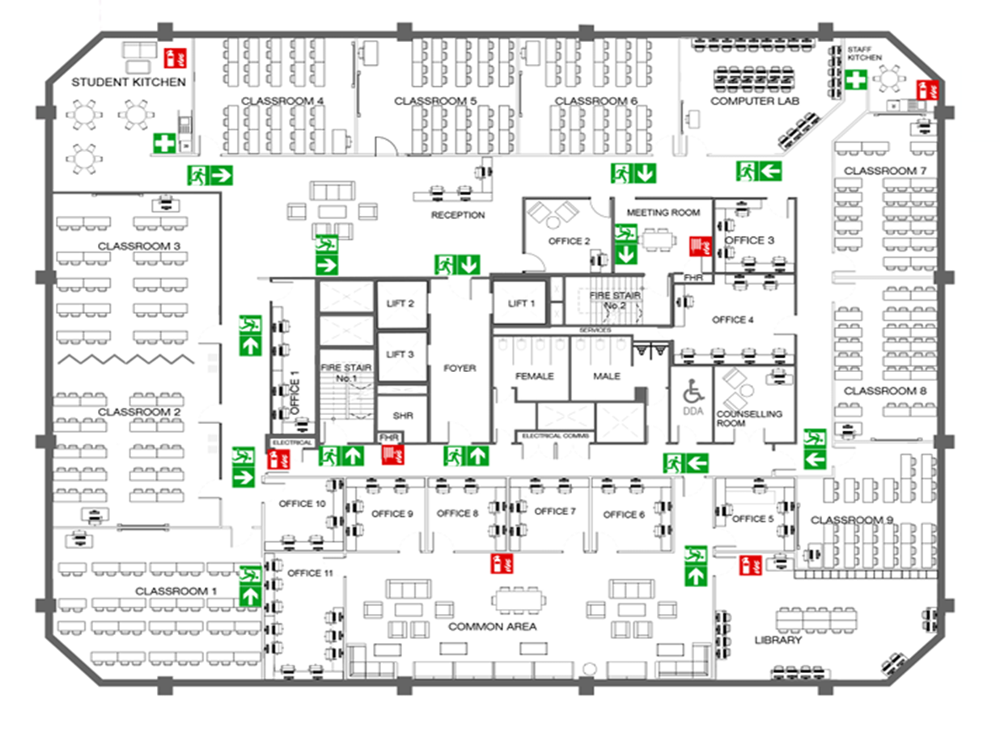 STAFF
KITCHEN
STUDENT KITCHEN
CLASSROOM 4
CLASSROOM 5
CLASSROOM 6
COMPUTER LAB
CLASSROOM 7
RECEPTION
MEETING ROOM
OFFICE 2
OFFICE 3
CLASSROOM 3
FHR
LIFT 2
LIFT 1
FIRE STAIR
No.2
OFFICE 4
SERVICES
LIFT 3
FIRE STAIR
No.1
FOYER
FEMALE
MALE
OFFICE 1
CLASSROOM 8
CLASSROOM 2
SHR
DDA
COUNSELLING
ROOM
FHR
ELECTRICAL
ELECTRICAL COMMS
OFFICE 10
OFFICE 9
OFFICE 8
OFFICE 7
OFFICE 6
OFFICE 5
CLASSROOM 9
OFFICE 11
CLASSROOM 1
COMMON AREA
LIBRARY